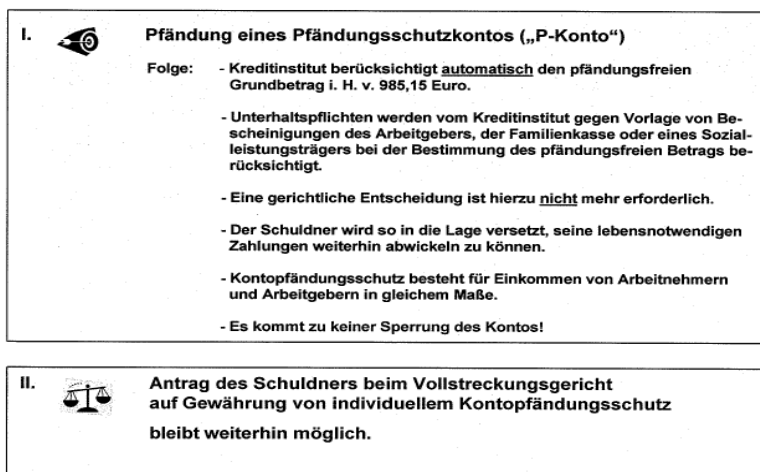 I. Pfändung eines Pfändungsschutzkontos („P-Konto“)
Folge: - Kreditinstitut berücksichtigt automatisch den pfändungsfreien
Grundbetrag i. H. v. 985,15 Euro.
- Unterhaltspflichten werden vom Kreditinstitut gegen Vorlage von Be-
scheinigungen des Arbeitgebers, der Familienkasse oder eines Sozial-
leistungsträgers bei der Bestimmung des pfändungsfreien Betrags be-
rücksichtigt.
- Eine gerichtliche Entscheidung ist hierzu nicht mehr erforderlich.
- Der Schuldner wird so in die Lage versetzt, seine lebensnotwendigen
Zahlungen weiterhin abwickeln zu können.
- Kontopfändungsschutz besteht für Einkommen von Arbeitnehmern
und Arbeitgebern in gleichem Maße.
- Es kommt zu keiner Sperrung des Kontos!
II. Antrag des Schuldners beim Vollstreckungsgericht
auf Gewährung von individuellem Kontopfändungsschutz
bleibt weiterhin möglich.